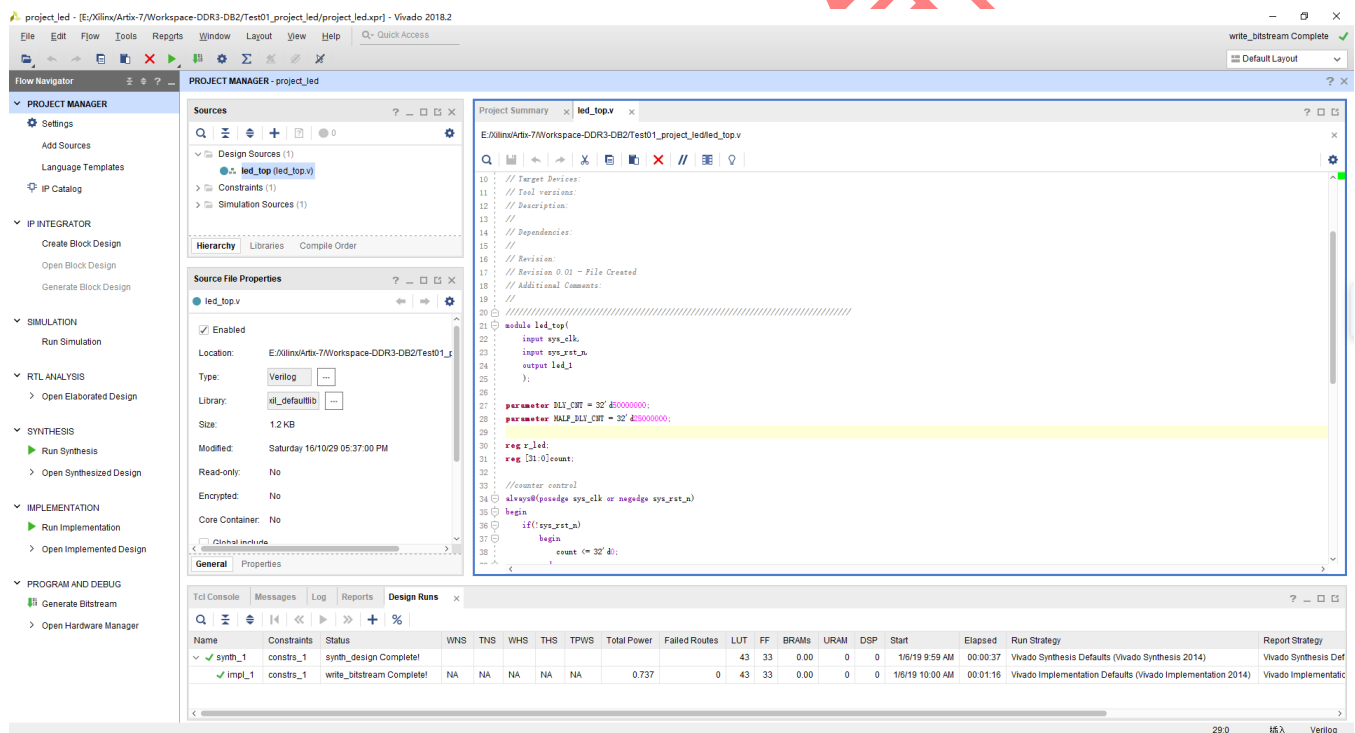 project_led - [E:/Xilinx/Artix-7/Workspace-DDR3-DB2/Test01_project_led/project_led.xpr] - Vivado 2018.2
File Edit Flow Tools Reports Window Layout View Help Quick Access
write_bitstream Complete
Default Layout
Flow Navigator
PROJECT MANAGER
Settings
Add Sources
Language Templates
IP Catalog
IP INTEGRATOR
Create Block Design
Open Block Design
Generate Block Design
SIMULATION
Run Simulation
RTL ANALYSIS
Open Elaborated Design
SYNTHESIS
Run Synthesis
Open Synthesized Design
IMPLEMENTATION
Run Implementation
Open Implemented Design
PROGRAM AND DEBUG
Generate Bitstream
Open Hardware Manager
PROJECT MANAGER - project_led
Sources
0
Design Sources (1)
led_top (led_top.v)
Constraints (1)
Simulation Sources (1)
Hierarchy Libraries Compile Order
Source File Properties
led_top.v
Enabled
Location: E:/Xilinx/Artix-7/Workspace-DDR3-DB2/Test01_p
Type: Verilog
Library: xil_defaultlib
Size: 1.2 KB
Modified: Saturday 16/10/29 05:37:00 PM
Read-only: No
Encrypted: No
Core Container: No
Global include
General Properties
Project Summary led_top.v
E:/Xilinx/Artix-7/Workspace-DDR3-DB2/Test01_project_led/led_top.v
10 // Target Devices:
11 // Tool versions:
12 // Description:
13 //
14 // Dependencies:
15 //
16 // Revision:
17 // Revision 0.01 - File Created
18 // Additional Comments:
19 //
20 //////////////////////////////////////////////////////////////////////////////////
21 module led_top(
22 input sys_clk,
23 input sys_rst_n,
24 output led_1
25 );
26
27 parameter DLY_CNT = 32'd50000000;
28 parameter HALF_DLY_CNT = 32'd25000000;
29
30 reg r_led;
31 reg [31:0]count;
32
33 //counter control
34 always@(posedge sys_clk or negedge sys_rst_n)
35 begin
36 if(!sys_rst_n)
37 begin
38 count <= 32'd0;
Tcl Console Messages Log Reports Design Runs
Name Constraints Status WNS TNS WHS THS TPWS Total Power Failed Routes LUT FF BRAMs URAM DSP Start Elapsed Run Strategy Report Strategy
synth_1 constrs_1 synth_design Complete! 43 33 0.00 0 0 1/6/19 9:59 AM 00:00:37 Vivado Synthesis Defaults (Vivado Synthesis 2014) Vivado Synthesis Def
impl_1 constrs_1 write_bitstream Complete! NA NA NA NA NA 0.737 0 43 33 0.00 0 0 1/6/19 10:00 AM 00:01:16 Vivado Implementation Defaults (Vivado Implementation 2014) Vivado Implementatic
29:0 插入 Verilog